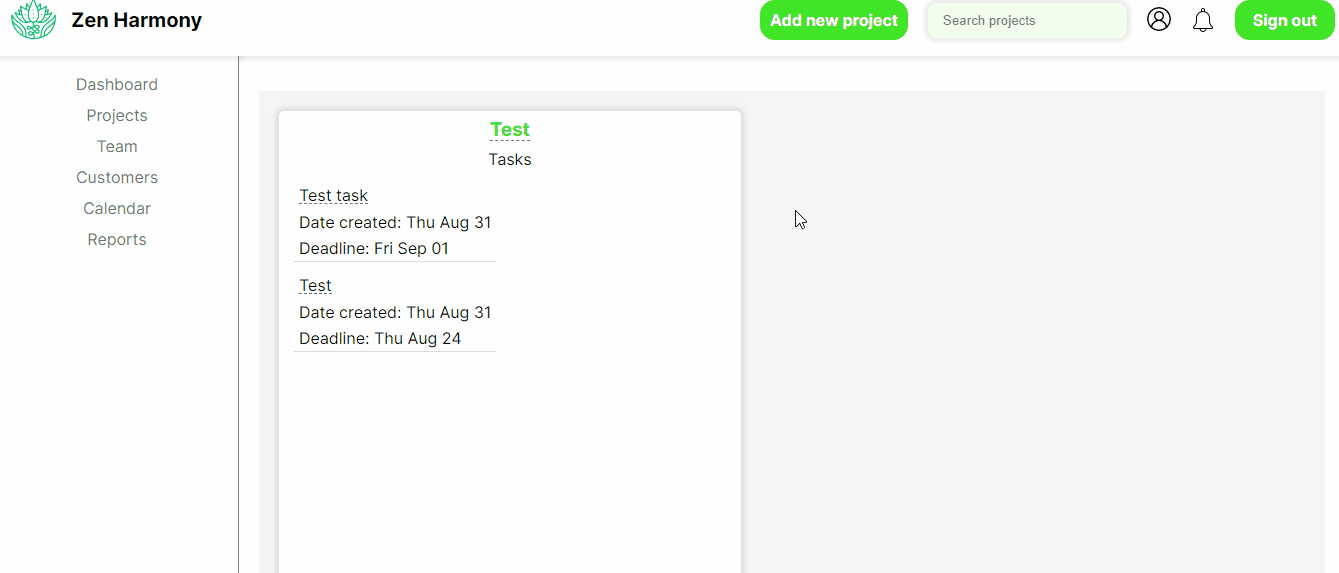 Zen Harmony
Add new project
Search projects
Sign out
Dashboard
Projects
Team
Customers
Calendar
Reports
Test
Tasks
Test task
Date created: Thu Aug 31
Deadline: Fri Sep 01
Test
Date created: Thu Aug 31
Deadline: Thu Aug 24